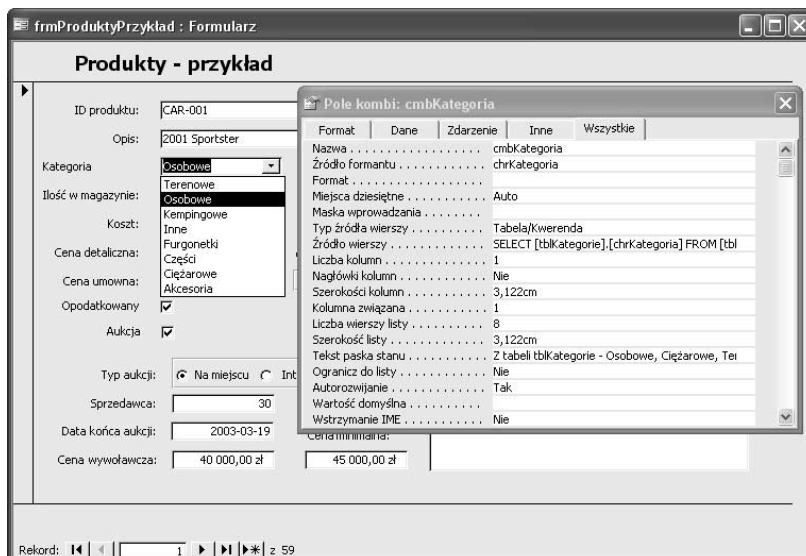 frmProduktyPrzykład : Formularz
Produkty - przykład
ID produktu: CAR-001
Opis: 2001 Sportster
Kategoria Osobowe
Terenowe
Osobowe
Kempingowe
Inne
Furgonetki
Części
Ciężarowe
Akcesoria
Ilość w magazynie:
Koszt:
Cena detaliczna:
Cena umowna:
Opodatkowany
Aukcja
Typ aukcji: Na miejscu Int
Sprzedawca: 30
Data końca aukcji: 2003-03-19
Cena minimalna:
Cena wywoławcza: 40 000,00 zł 45 000,00 zł
Rekord: 1 z 59
Pole kombi: cmbKategoria
Format Dane Zdarzenie Inne Wszystkie
Nazwa . . . . . . . . . . . . . . . . . . cmbKategoria
Źródło formantu . . . . . . . . . . . chrKategoria
Format . . . . . . . . . . . . . . . . . .
Miejsca dziesiętne . . . . . . . . . Auto
Maska wprowadzania . . . . . . .
Typ źródła wierszy . . . . . . . . . Tabela/Kwerenda
Źródło wierszy . . . . . . . . . . . . SELECT [tblKategorie].[chrKategoria] FROM [tbl
Liczba kolumn . . . . . . . . . . . . . 1
Nagłówki kolumn . . . . . . . . . . . Nie
Szerokości kolumn . . . . . . . . . . 3,122cm
Kolumna związana . . . . . . . . . . 1
Liczba wierszy listy . . . . . . . . . 8
Szerokość listy . . . . . . . . . . . . 3,122cm
Tekst paska stanu . . . . . . . . . . Z tabeli tblKategorie - Osobowe, Ciężarowe, Ter
Ogranicz do listy . . . . . . . . . . . Nie
Autorozwijanie . . . . . . . . . . . . . Tak
Wartość domyślna . . . . . . . . . .
Wstrzymanie IME . . . . . . . . . . . Nie